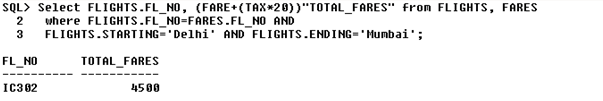 SQL> Select FLIGHTS.FL_NO, (FARE+(TAX*20))"TOTAL_FARES" from FLIGHTS, FARES
2 where FLIGHTS.FL_NO=FARES.FL_NO AND
3 FLIGHTS.STARTING='Delhi' AND FLIGHTS.ENDING='Mumbai';
FL_NO TOTAL_FARES
---------- -----------
IC302 4500